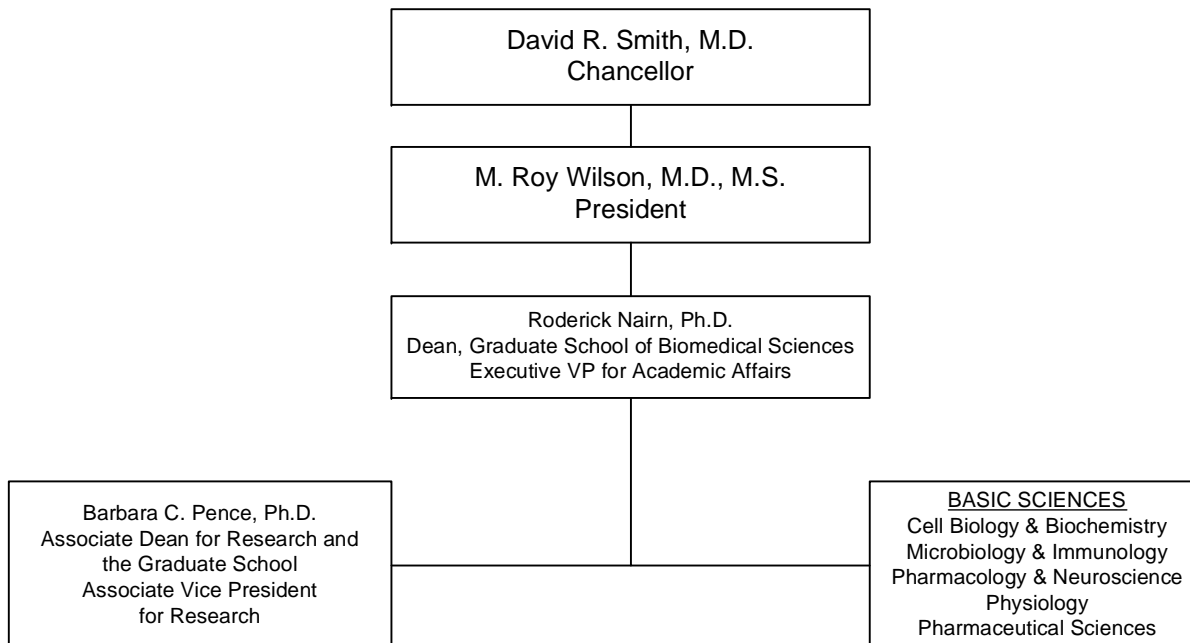 David R. Smith, M.D.
Chancellor
M. Roy Wilson, M.D., M.S.
President
Roderick Nairn, Ph.D.
Dean, Graduate School of Biomedical Sciences
Executive VP for Academic Affairs
Barbara C. Pence, Ph.D.
Associate Dean for Research and
the Graduate School
Associate Vice President
for Research
BASIC SCIENCES
Cell Biology & Biochemistry
Microbiology & Immunology
Pharmacology & Neuroscience
Physiology
Pharmaceutical Sciences